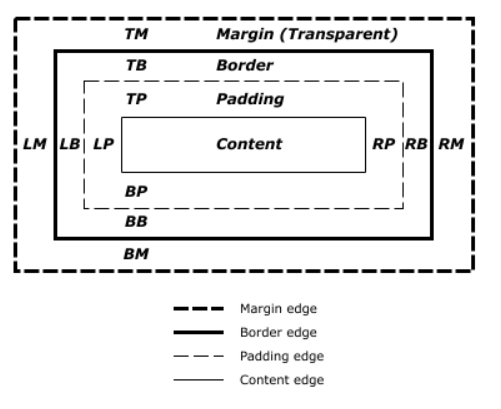 TM Margin (Transparent)
TB Border
TP Padding
LM LB LP Content RP RB RM
BP
BB
BM
Margin edge
Border edge
Padding edge
Content edge